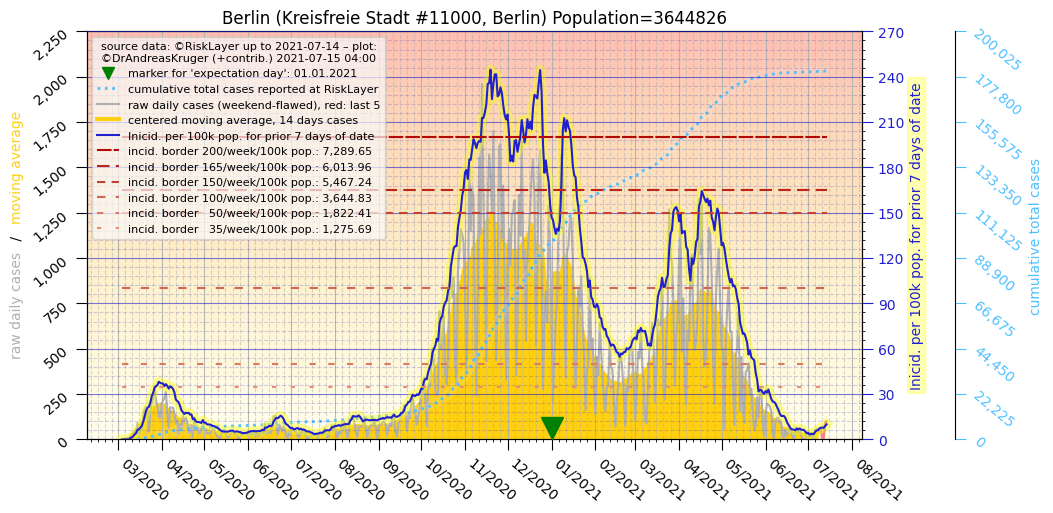 Berlin (Kreisfreie Stadt #11000, Berlin) Population=3644826
source data: ©RiskLayer up to 2021-07-14 – plot:
©DrAndreasKruger (+contrib.) 2021-07-15 04:00
marker for 'expectation day': 01.01.2021
cumulative total cases reported at RiskLayer
raw daily cases (weekend-flawed), red: last 5
centered moving average, 14 days cases
Inicid. per 100k pop. for prior 7 days of date
incid. border 200/week/100k pop.: 7,289.65
incid. border 165/week/100k pop.: 6,013.96
incid. border 150/week/100k pop.: 5,467.24
incid. border 100/week/100k pop.: 3,644.83
incid. border   50/week/100k pop.: 1,822.41
incid. border   35/week/100k pop.: 1,275.69
raw daily cases   /   moving average
2,250
2,000
1,750
1,500
1,250
1,000
750
500
250
0
03/2020
04/2020
05/2020
06/2020
07/2020
08/2020
09/2020
10/2020
11/2020
12/2020
01/2021
02/2021
03/2021
04/2021
05/2021
06/2021
07/2021
08/2021
270
240
210
180
150
120
90
60
30
0
Inicid. per 100k pop. for prior 7 days of date
200,025
177,800
155,575
133,350
111,125
88,900
66,675
44,450
22,225
0
cumulative total cases